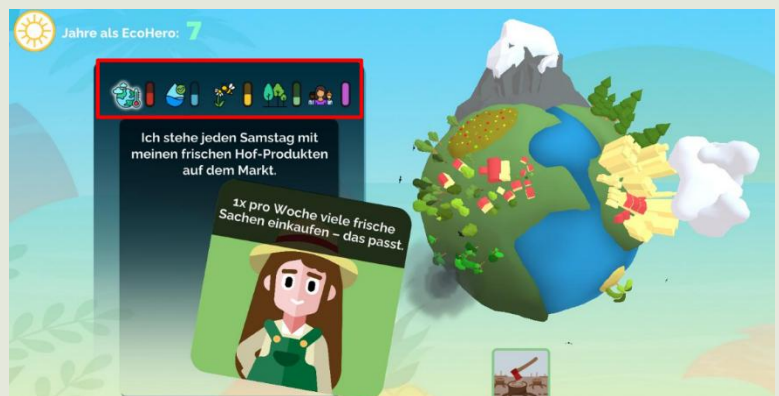 Jahre als EcoHero: 7
Ich stehe jeden Samstag mit
meinen frischen Hof-Produkten
auf dem Markt.
1x pro Woche viele frische
Sachen einkaufen – das passt.